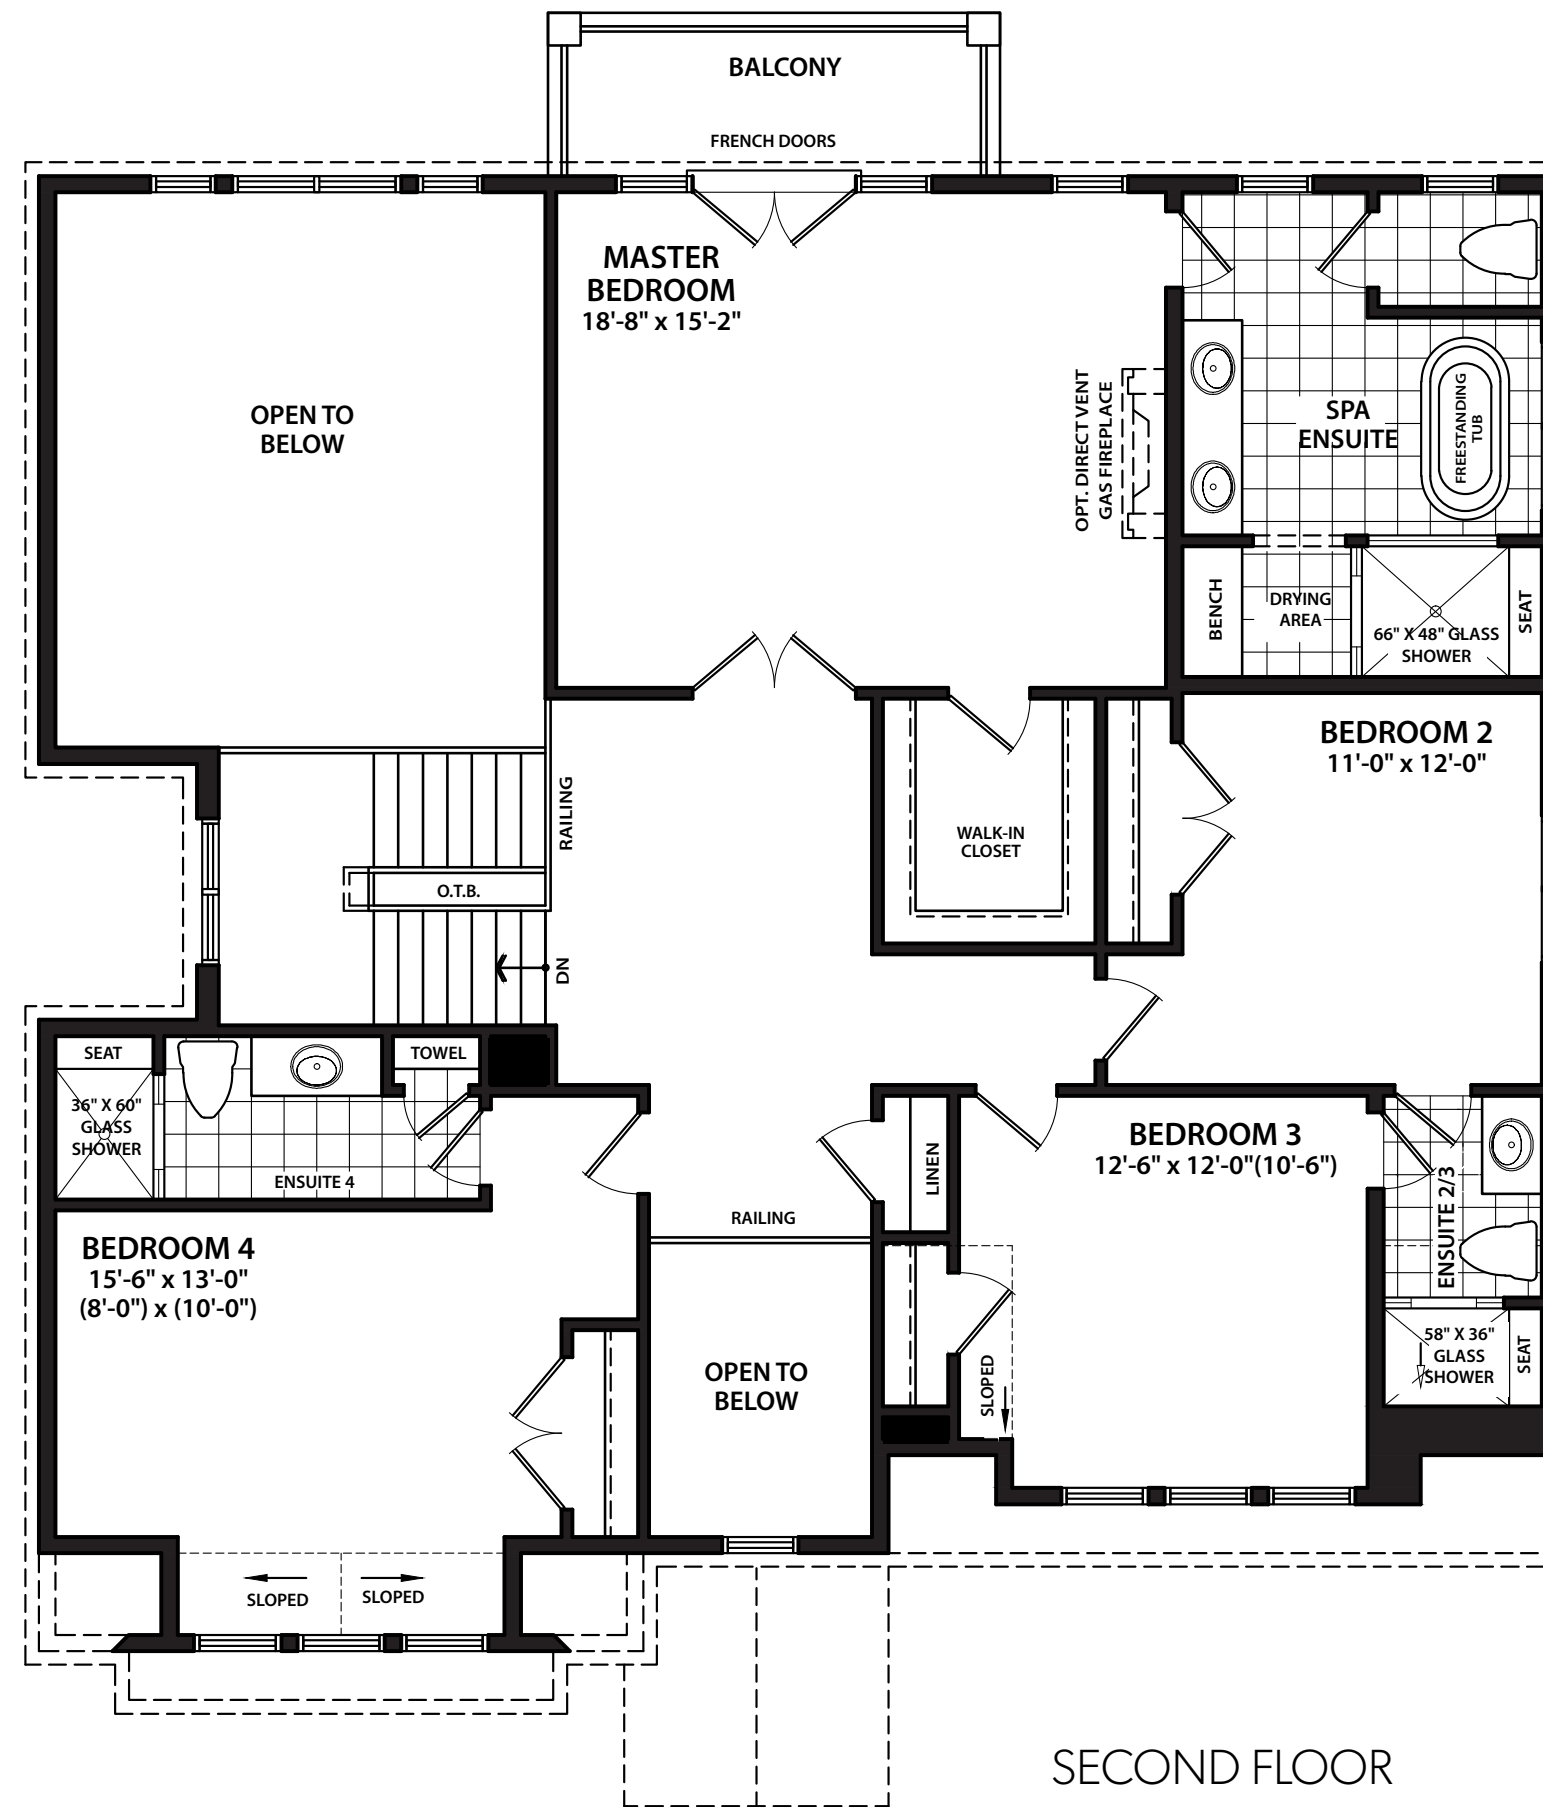 BALCONY
FRENCH DOORS
MASTER
BEDROOM
18'-8" x 15'-2"
OPEN TO
BELOW
OPT. DIRECT VENT
GAS FIREPLACE
SPA
ENSUITE
FREESTANDING
TUB
BENCH
DRYING
AREA
66" X 48" GLASS
SHOWER
SEAT
BEDROOM 2
11'-0" x 12'-0"
WALK-IN
CLOSET
RAILING
O.T.B.
DN
SEAT
TOWEL
36" X 60"
GLASS
SHOWER
ENSUITE 4
BEDROOM 3
12'-6" x 12'-0"(10'-6")
LINEN
ENSUITE 2/3
RAILING
BEDROOM 4
15'-6" x 13'-0"
(8'-0") x (10'-0")
OPEN TO
BELOW
SLOPED
58" X 36"
GLASS
SHOWER
SEAT
SLOPED
SLOPED
SECOND FLOOR